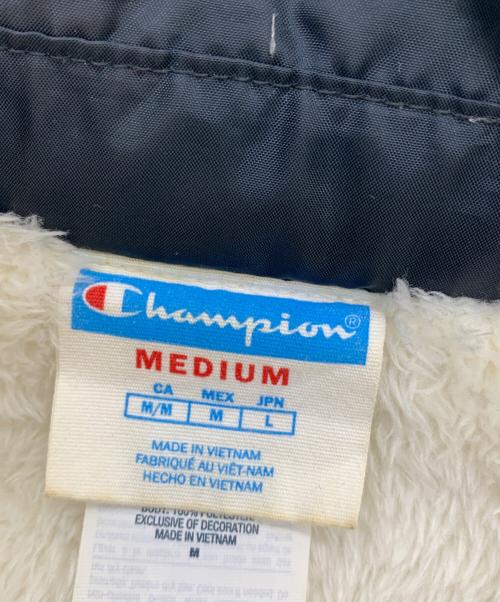 Champion®
MEDIUM
CA MEX JPN
M/M M L
MADE IN VIETNAM
FABRIQUÉ AU VIÊT-NAM
HECHO EN VIETNAM
BODY: 100% POLYESTER
EXCLUSIVE OF DECORATION
MADE IN VIETNAM
M